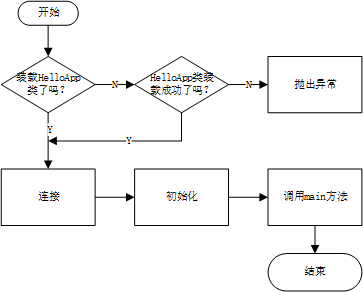 开始
装载HelloApp
类了吗？
N
HelloApp类装
载成功了吗？
N
抛出异常
Y
Y
连接
初始化
调用main方法
结束